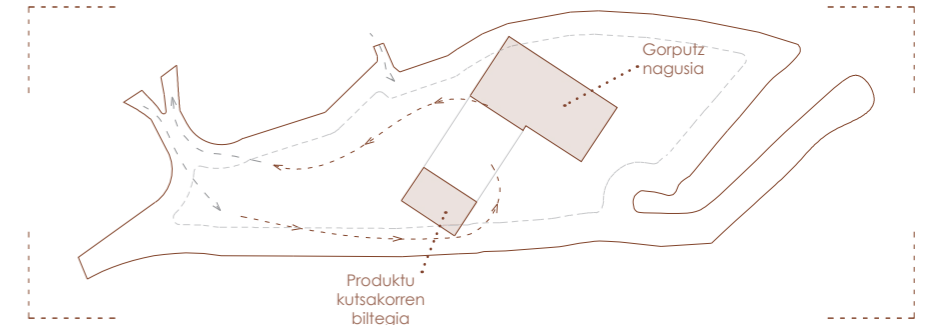 Gorputz
nagusia
Produktu
kutsakorren
biltegia